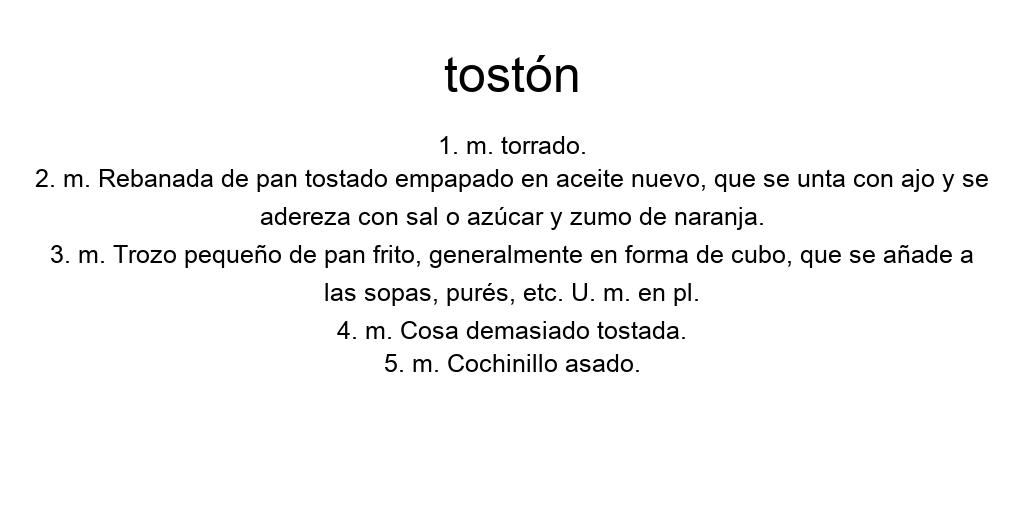 tostón
1. m. torrado.
2. m. Rebanada de pan tostado empapado en aceite nuevo, que se unta con ajo y se
adereza con sal o azúcar y zumo de naranja.
3. m. Trozo pequeño de pan frito, generalmente en forma de cubo, que se añade a
las sopas, purés, etc. U. m. en pl.
4. m. Cosa demasiado tostada.
5. m. Cochinillo asado.